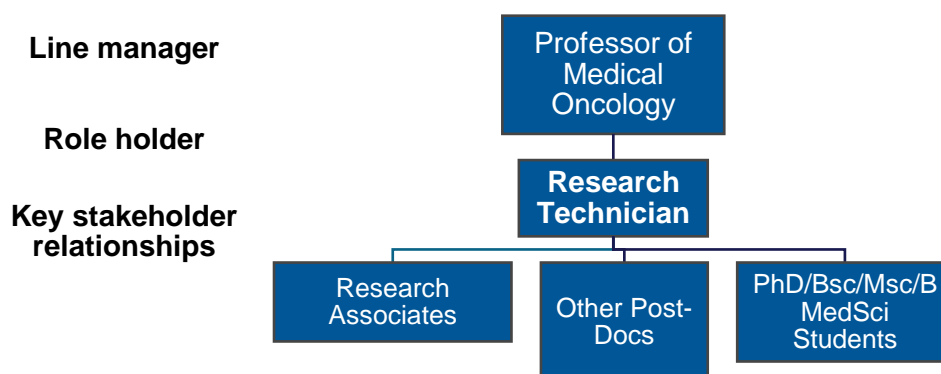 Line manager
Professor of
Medical
Oncology
Role holder
Research
Technician
Key stakeholder
relationships
Research
Associates
Other Post-
Docs
PhD/Bsc/Msc/B
MedSci
Students